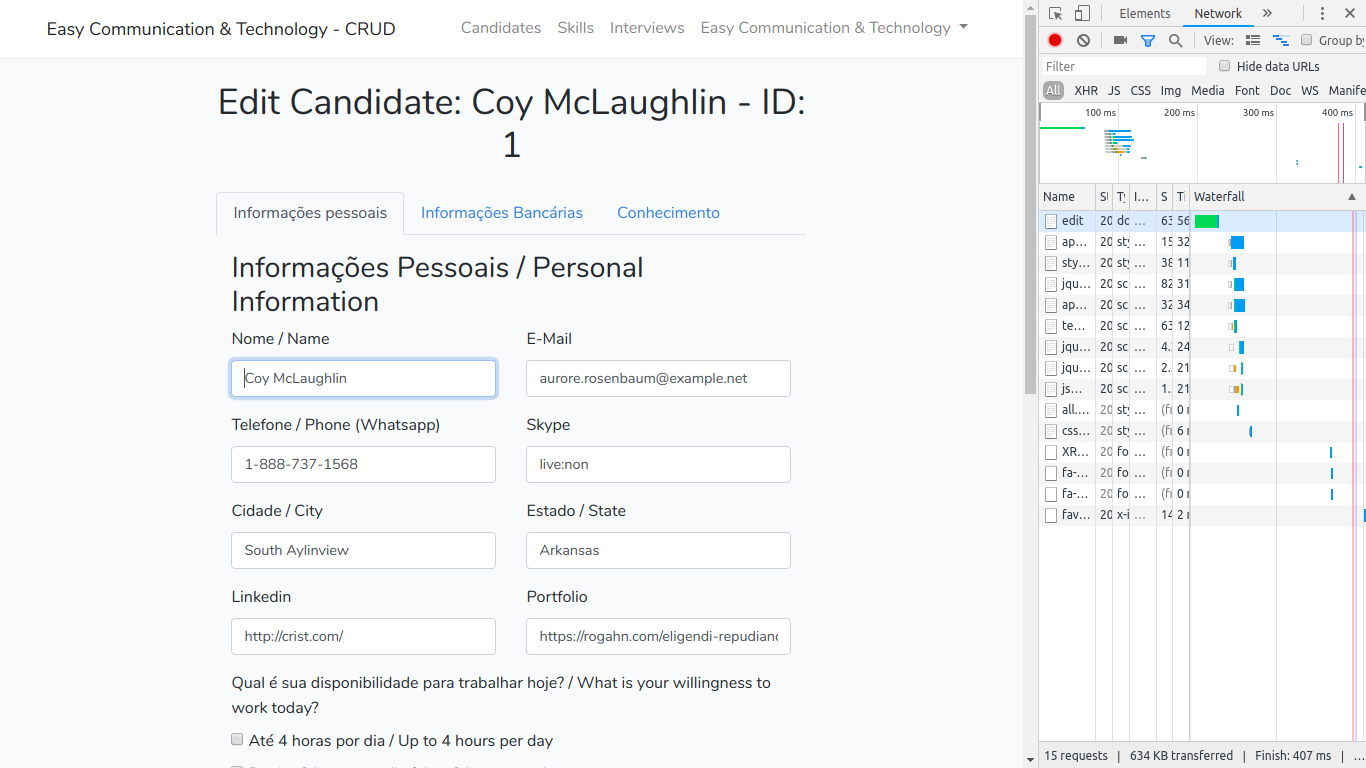 Easy Communication & Technology - CRUD
Candidates Skills Interviews Easy Communication & Technology
Edit Candidate: Coy McLaughlin - ID:
1
Informações pessoais Informações Bancárias Conhecimento
Informações Pessoais / Personal
Information
Nome / Name E-Mail
Coy McLaughlin aurore.rosenbaum@example.net
Telefone / Phone (Whatsapp) Skype
1-888-737-1568 live:non
Cidade / City Estado / State
South Aylinview Arkansas
Linkedin Portfolio
http://crist.com/ https://rogahn.com/eligendi-repudianc
Qual é sua disponibilidade para trabalhar hoje? / What is your willingness to
work today?
Até 4 horas por dia / Up to 4 hours per day
Elements Network »
View: Group by
Filter Hide data URLs
All XHR JS CSS Img Media Font Doc WS Manife
100 ms 200 ms 300 ms 400 ms
Name St Ty I... S Ti Waterfall
edit 20 do ... 63 56
ap... 20 sty ... 15 32
sty... 20 sty ... 38 11
jqu... 20 sc ... 82 31
ap... 20 sc ... 32 34
te... 20 sc ... 63 12
jqu... 20 sc ... 4. 24
jqu... 20 sc ... 2. 21
js... 20 sc ... 1. 21
all.... 20 sty ... (fr 0 r
css... 20 sty ... (fr 6 r
XR... 20 fo ... (fr 0 r
fa-... 20 fo ... (fr 0 r
fa-... 20 fo ... (fr 0 r
fav... 20 x-i ... 14 2 r
15 requests | 634 KB transferred | Finish: 407 ms | ...